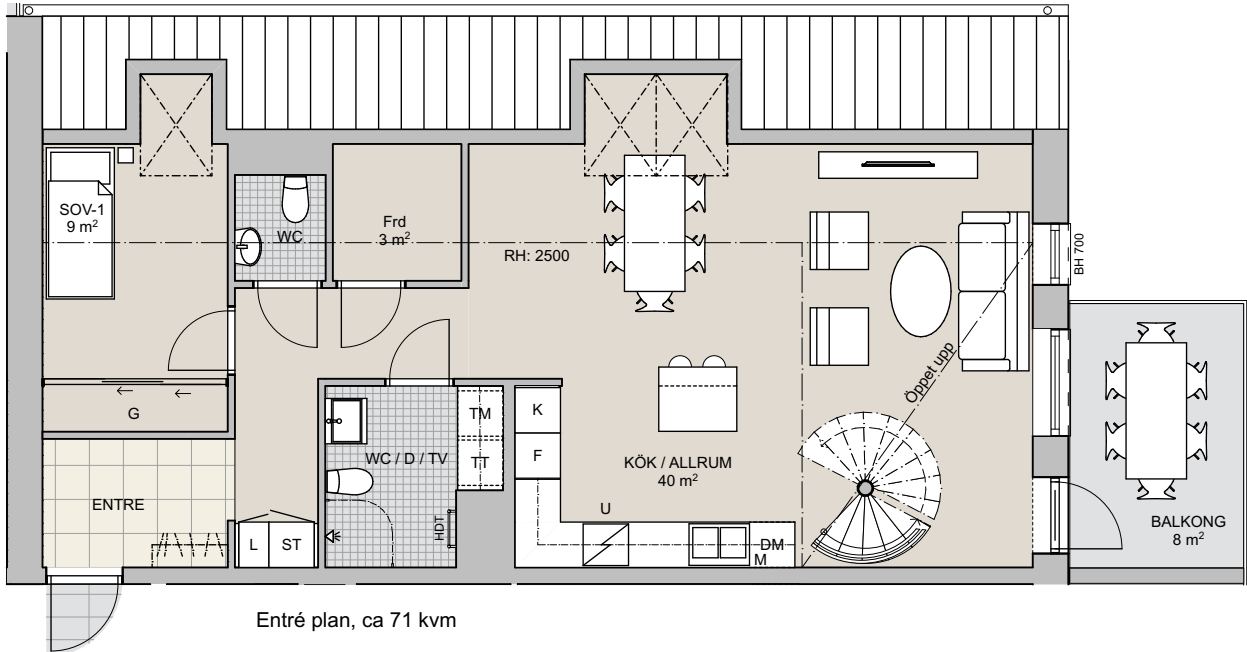 SOV-1
9 m²
WC
Frd
3 m²
RH: 2500
BH 700
Öppet upp
G
TM
TT
K
F
WC / D / TV
KÖK / ALLRUM
40 m²
ENTRE
HDT
U
L
ST
DM
M
BALKONG
8 m²
Entré plan, ca 71 kvm